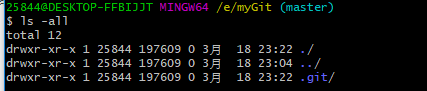 25844@DESKTOP-FFBIJJT MINGW64 /e/myGit (master)
$ ls -all
total 12
drwxr-xr-x 1 25844 197609 0 3月  18 23:22 ./
drwxr-xr-x 1 25844 197609 0 3月  18 23:04 ../
drwxr-xr-x 1 25844 197609 0 3月  18 23:22 .git/